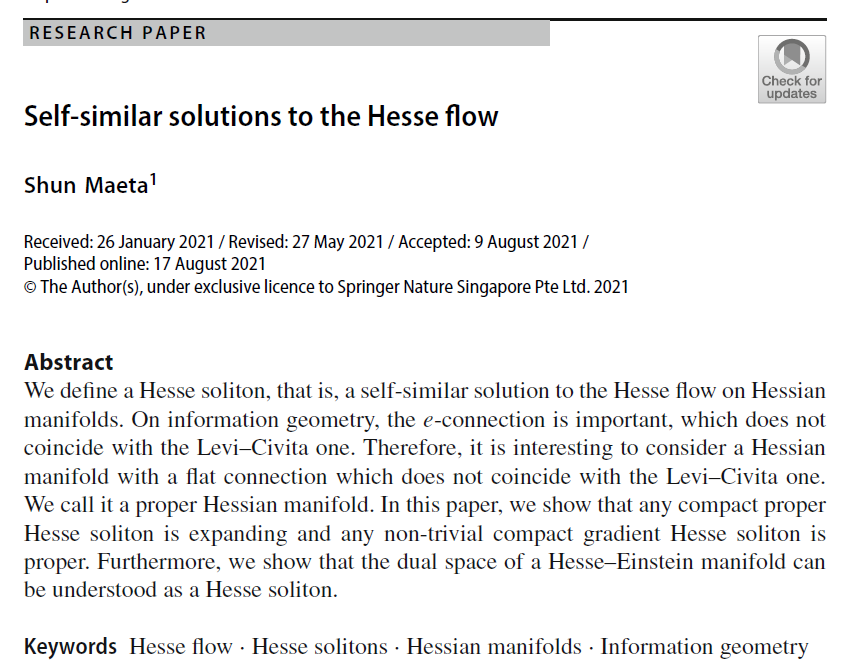 RESEARCH PAPER
Check for
updates
Self-similar solutions to the Hesse flow
Shun Maeta1
Received: 26 January 2021 / Revised: 27 May 2021 / Accepted: 9 August 2021 /
Published online: 17 August 2021
© The Author(s), under exclusive licence to Springer Nature Singapore Pte Ltd. 2021
Abstract
We define a Hesse soliton, that is, a self-similar solution to the Hesse flow on Hessian
manifolds. On information geometry, the e-connection is important, which does not
coincide with the Levi–Civita one. Therefore, it is interesting to consider a Hessian
manifold with a flat connection which does not coincide with the Levi–Civita one.
We call it a proper Hessian manifold. In this paper, we show that any compact proper
Hesse soliton is expanding and any non-trivial compact gradient Hesse soliton is
proper. Furthermore, we show that the dual space of a Hesse–Einstein manifold can
be understood as a Hesse soliton.
Keywords Hesse flow · Hesse solitons · Hessian manifolds · Information geometry